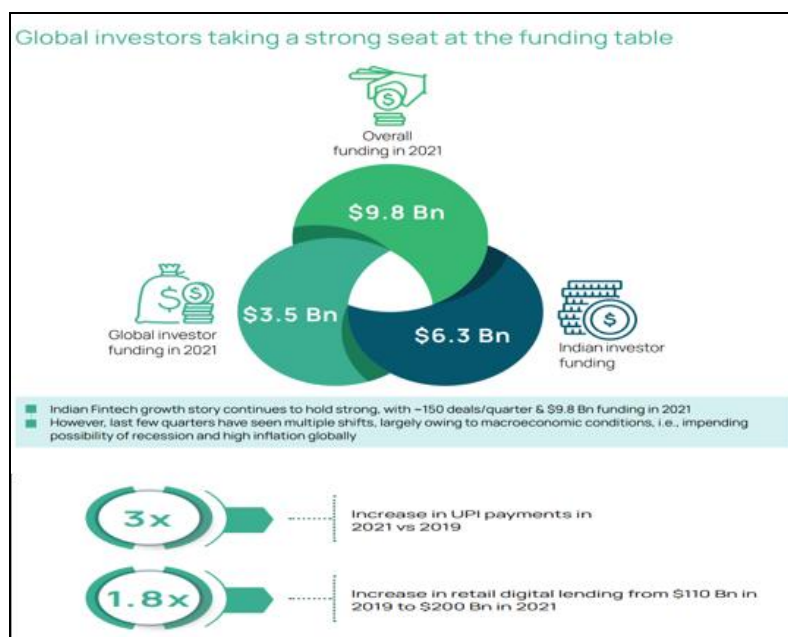 Global investors taking a strong seat at the funding table
Overall
funding in 2021
$9.8 Bn
Global investor
funding in 2021
$3.5 Bn
$6.3 Bn
Indian investor
funding
Indian Fintech growth story continues to hold strong, with ~150 deals/quarter & $9.8 Bn funding in 2021
However, last few quarters have seen multiple shifts, largely owing to macroeconomic conditions, i.e., impending
possibility of recession and high inflation globally
3x
Increase in UPI payments in
2021 vs 2019
1.8x
Increase in retail digital lending from $110 Bn in
2019 to $200 Bn in 2021